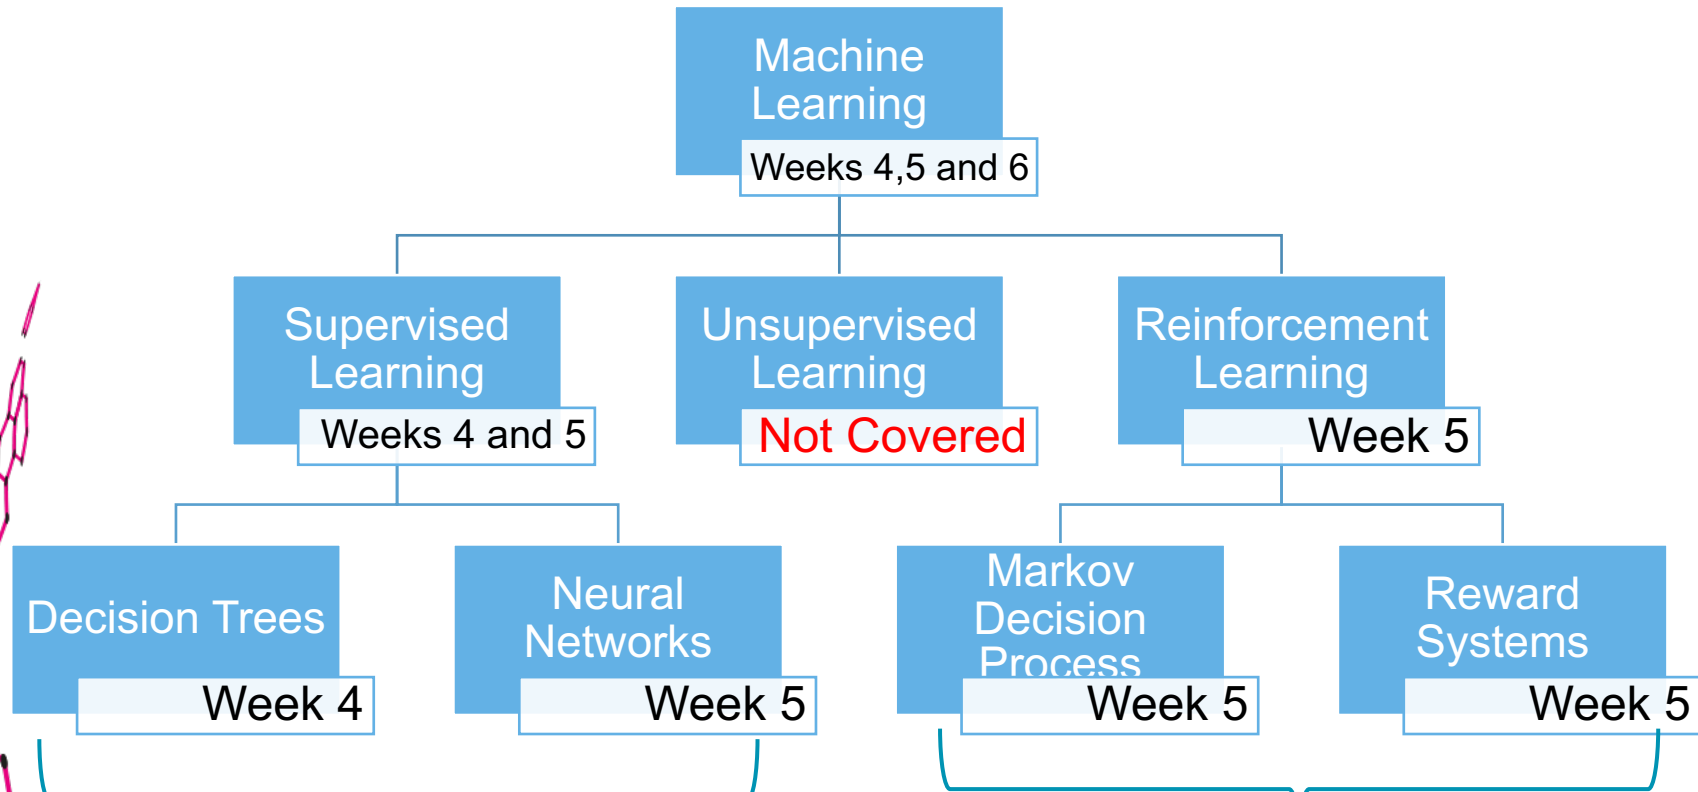 Machine
Learning
Weeks 4,5 and 6
Supervised
Learning
Weeks 4 and 5
Unsupervised
Learning
Not Covered
Reinforcement
Learning
Week 5
Decision Trees
Week 4
Neural
Networks
Week 5
Markov
Decision
Process
Week 5
Reward
Systems
Week 5